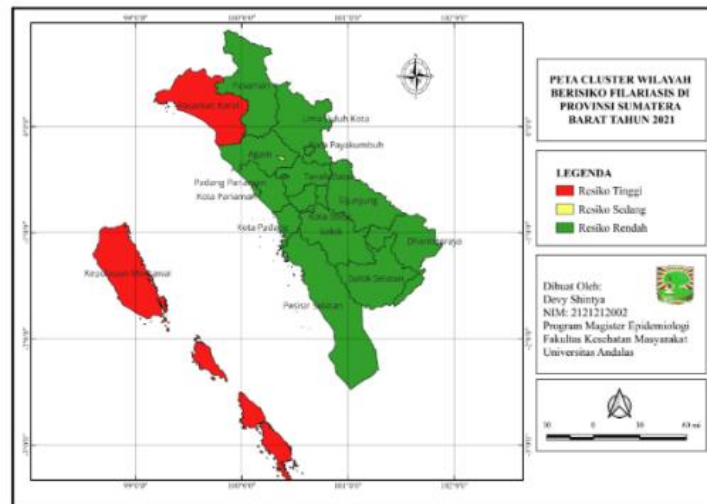 PETA CLUSTER WILAYAH
BERISIKO FILARIASIS DI
PROVINSI SUMATERA
BARAT TAHUN 2021
LEGENDA
Resiko Tinggi
Resiko Sedang
Resiko Rendah
Dibuat Oleh:
Devy Shintya
NIM: 2121212002
Program Magister Epidemiologi
Fakultas Kesehatan Masyarakat
Universitas Andalas
Pasaman
Pasaman Barat
Lima Puluh Kota
Kota Payakumbuh
Agam
Padang Pariaman
Kota Pariaman
Sijunjung
Kota Solok
Solok
Kota Padang
Dharmasraya
Solok Selatan
Kepulauan Mentawai
Pesisir Selatan